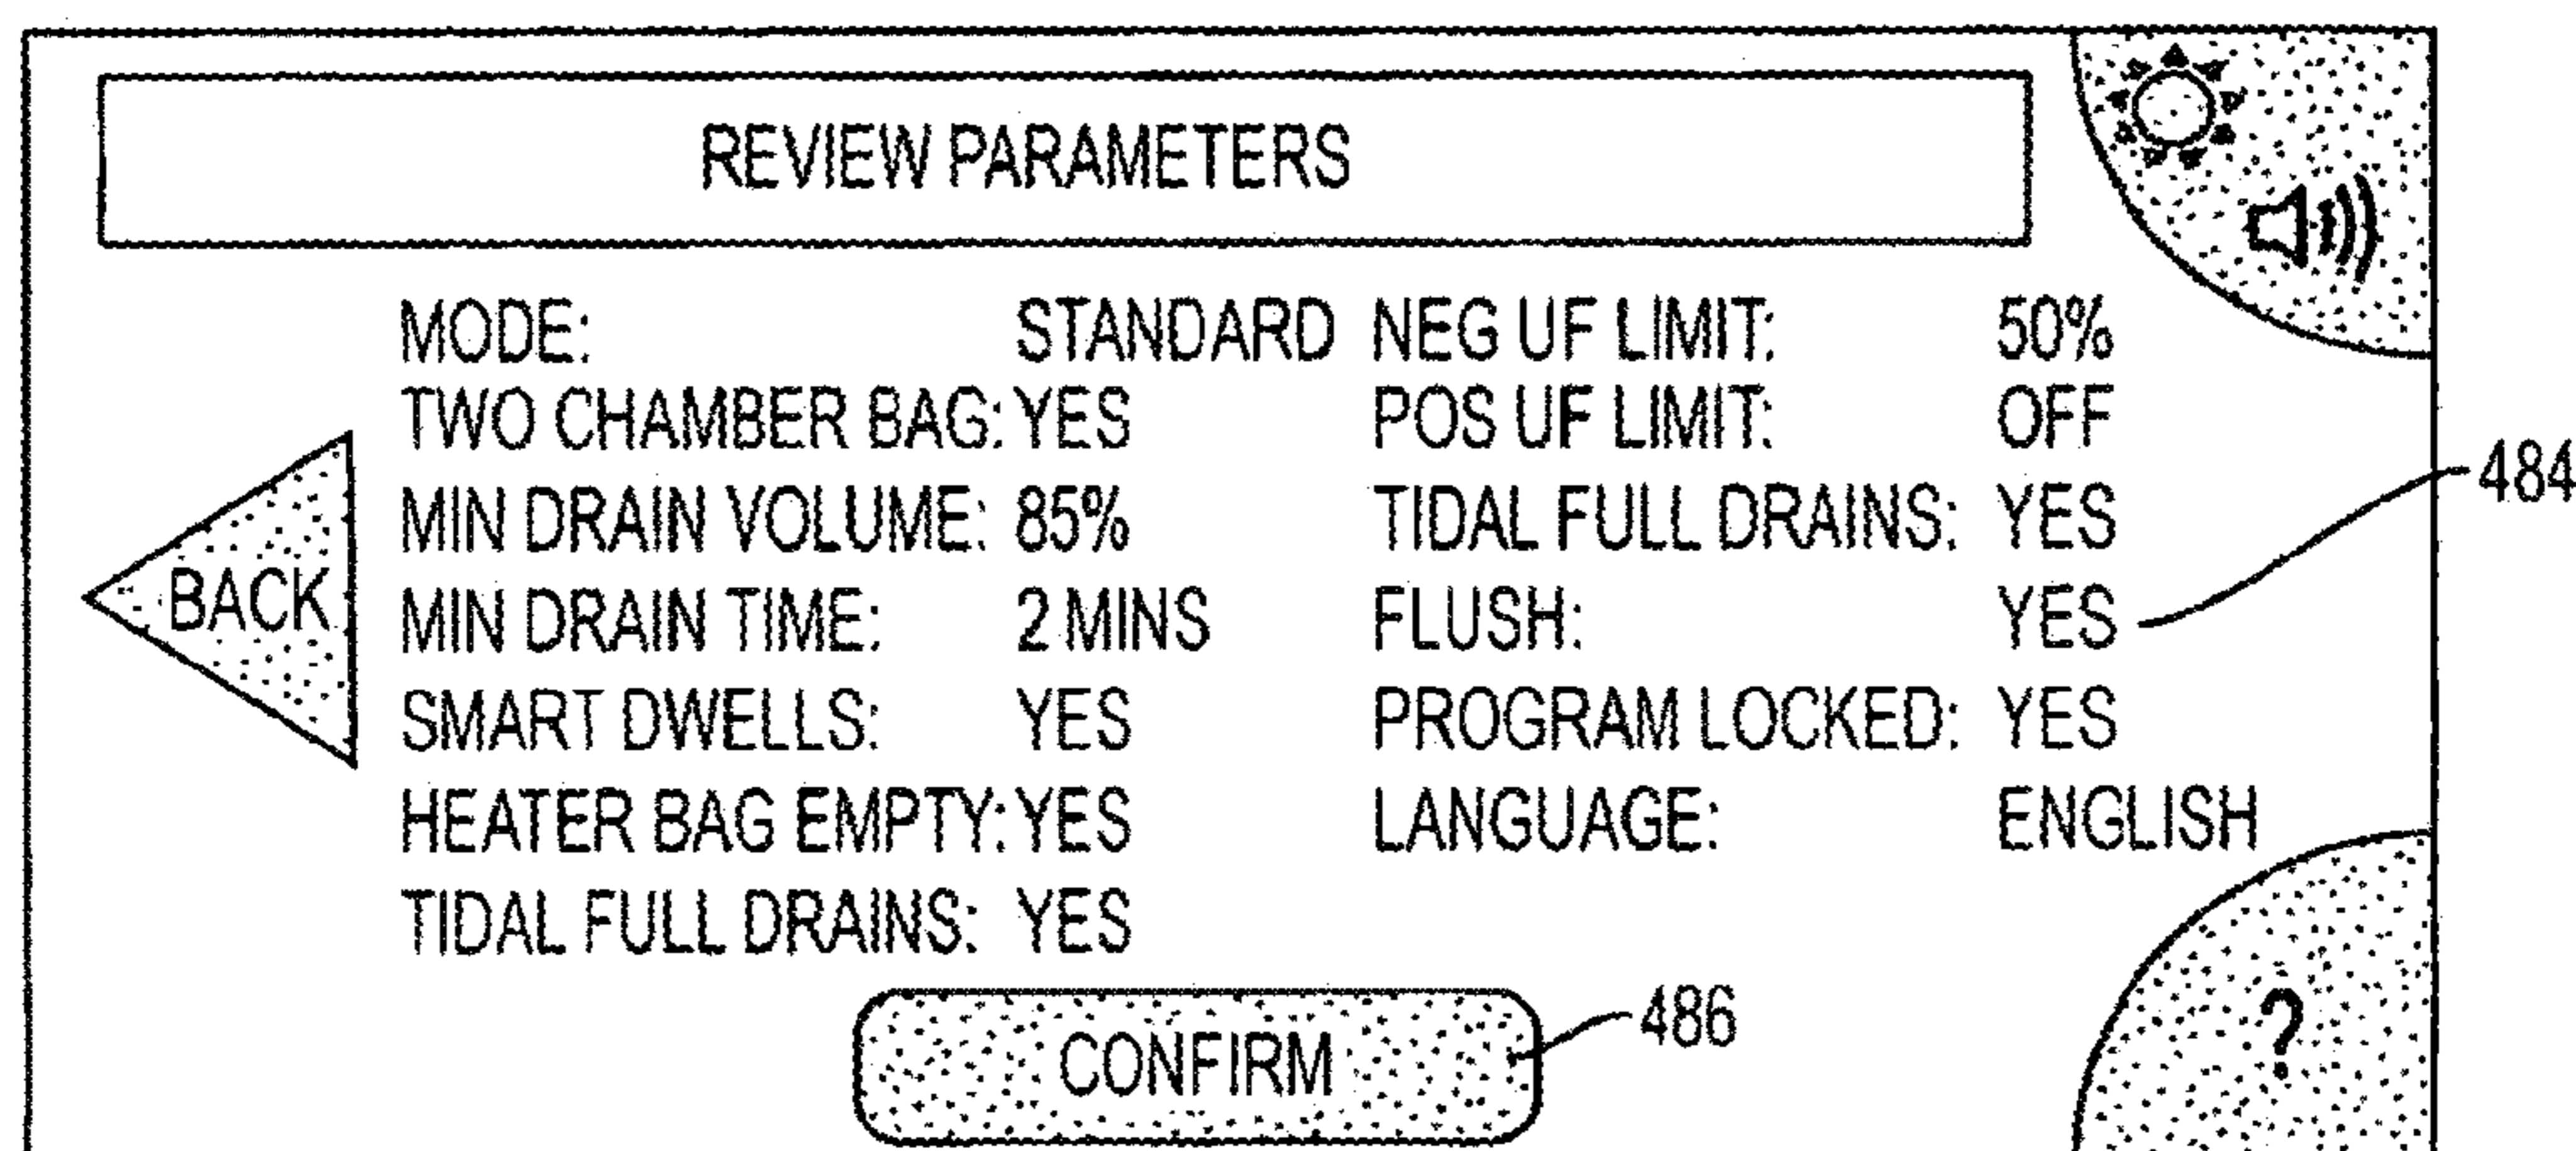 REVIEW PARAMETERS
MODE: STANDARD NEG UF LIMIT: 50%
TWO CHAMBER BAG: YES POS UF LIMIT: OFF
MIN DRAIN VOLUME: 85% TIDAL FULL DRAINS: YES
484
BACK
MIN DRAIN TIME: 2 MINS FLUSH: YES
SMART DWELLS: YES PROGRAM LOCKED: YES
HEATER BAG EMPTY: YES LANGUAGE: ENGLISH
TIDAL FULL DRAINS: YES
CONFIRM
486
?